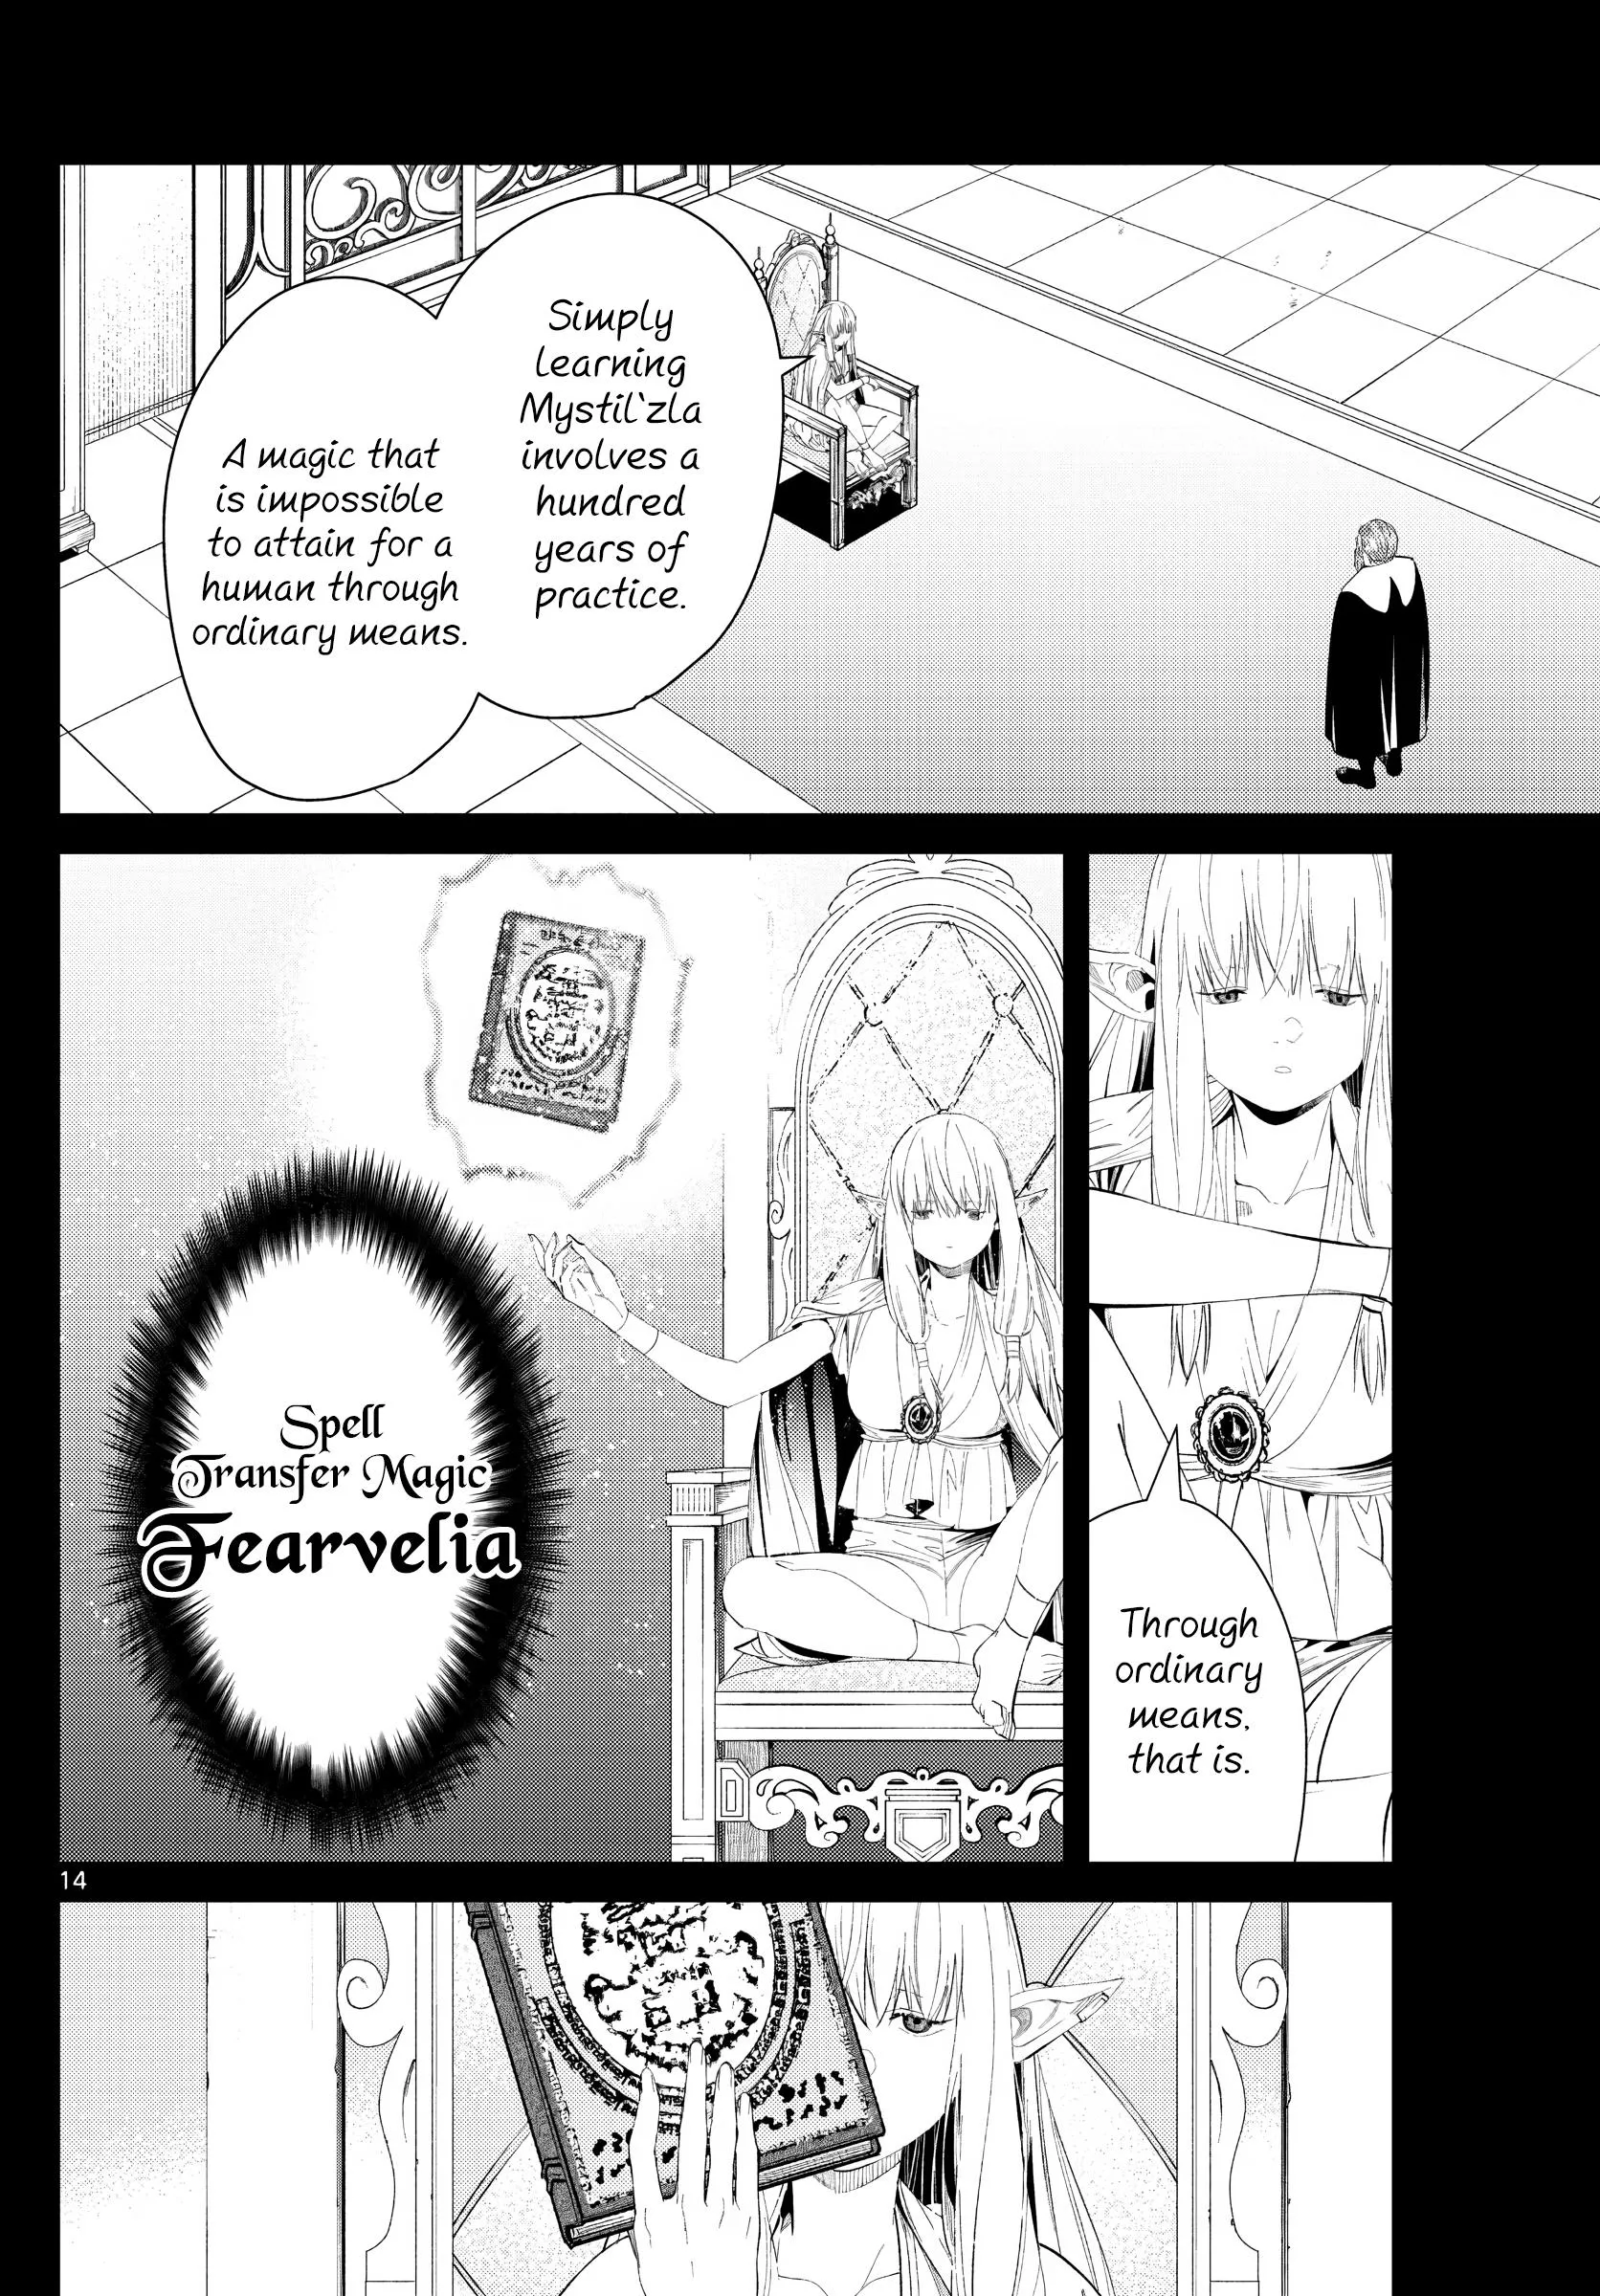 Simply
learning
Mystil`zla
involves a
hundred
years of
practice.
A magic that
is impossible
to attain for a
human through
ordinary means.
Through
ordinary
means,
that is.
Spell
Transfer Magic
Fearvelia
14